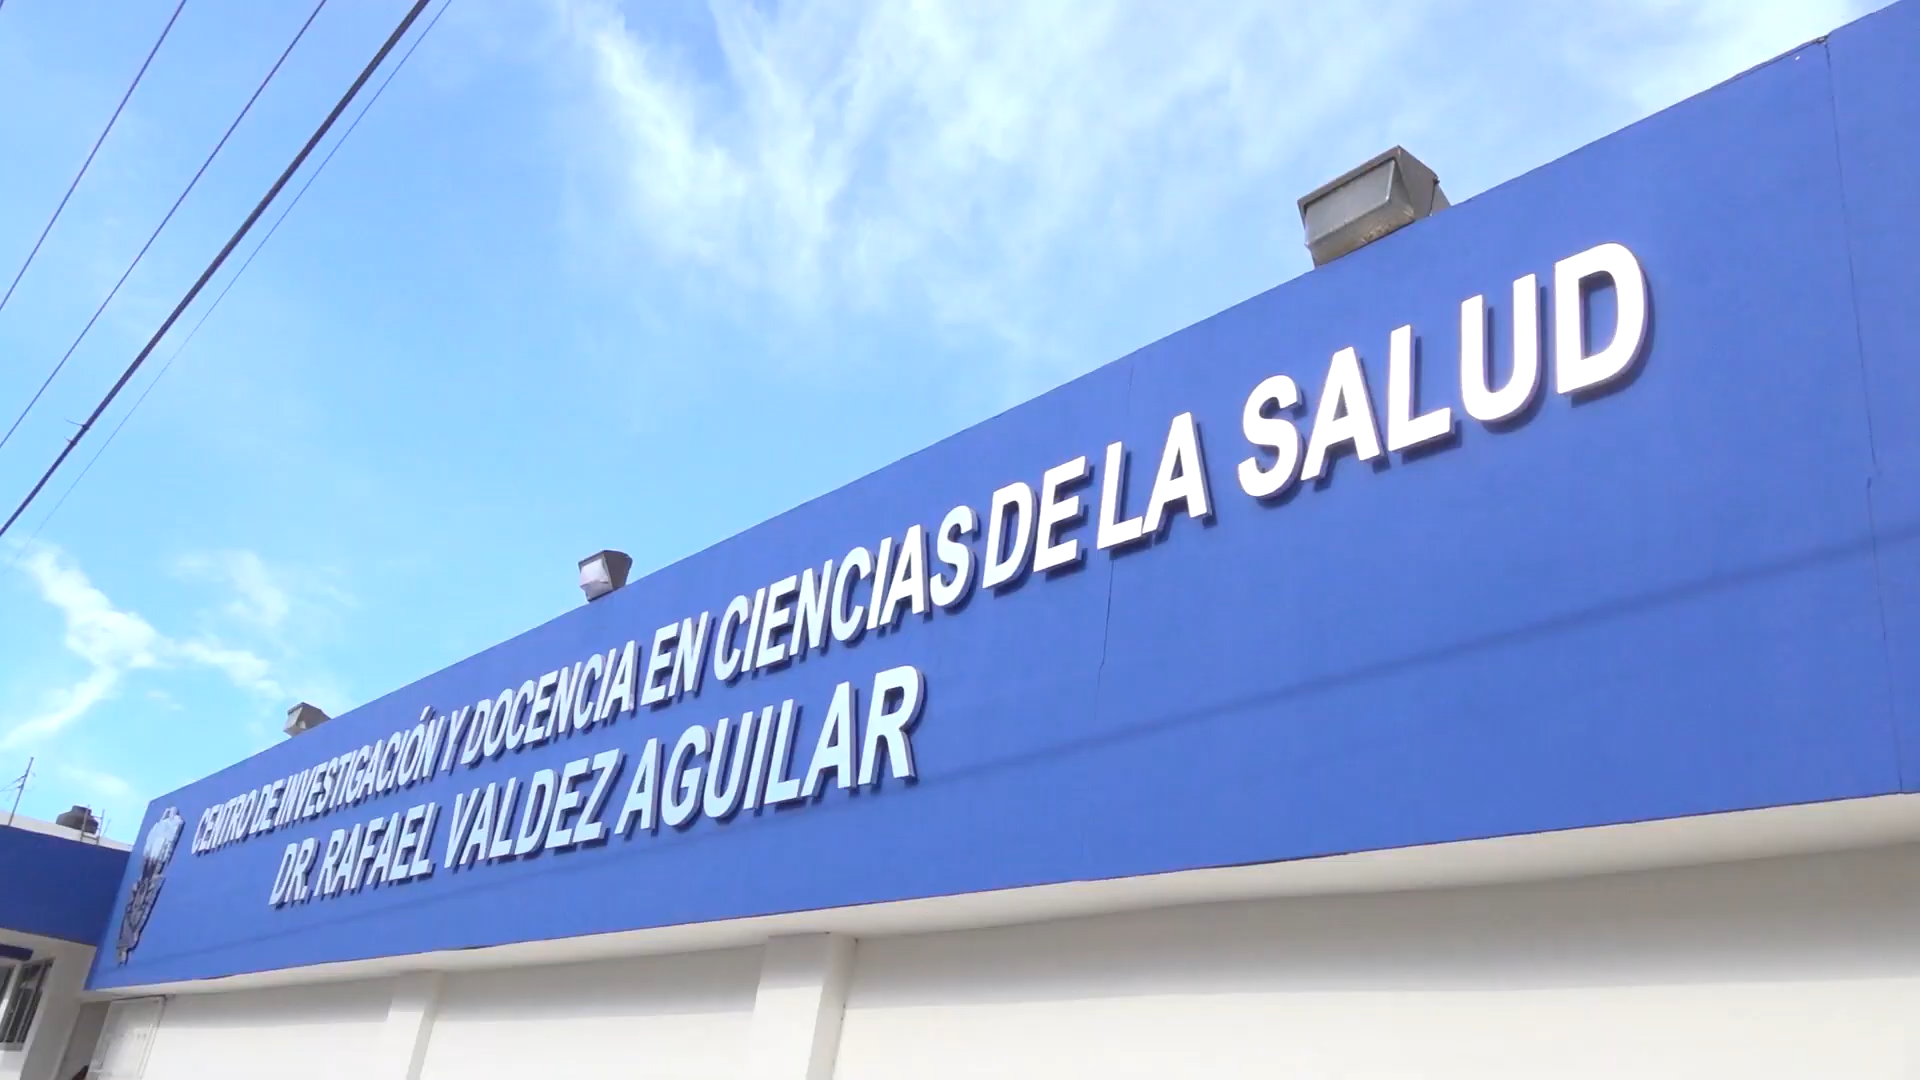 CENTRO DE INVESTIGACIÓN Y DOCENCIA EN CIENCIAS DE LA SALUD
DR. RAFAEL VALDEZ AGUILAR